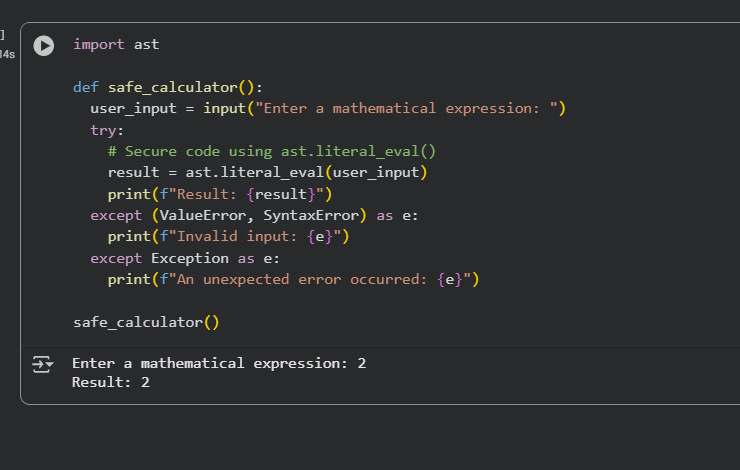 ]
14s
import ast
def safe_calculator():
  user_input = input("Enter a mathematical expression: ")
  try:
    # Secure code using ast.literal_eval()
    result = ast.literal_eval(user_input)
    print(f"Result: {result}")
  except (ValueError, SyntaxError) as e:
    print(f"Invalid input: {e}")
  except Exception as e:
    print(f"An unexpected error occurred: {e}")
safe_calculator()
Enter a mathematical expression: 2
Result: 2